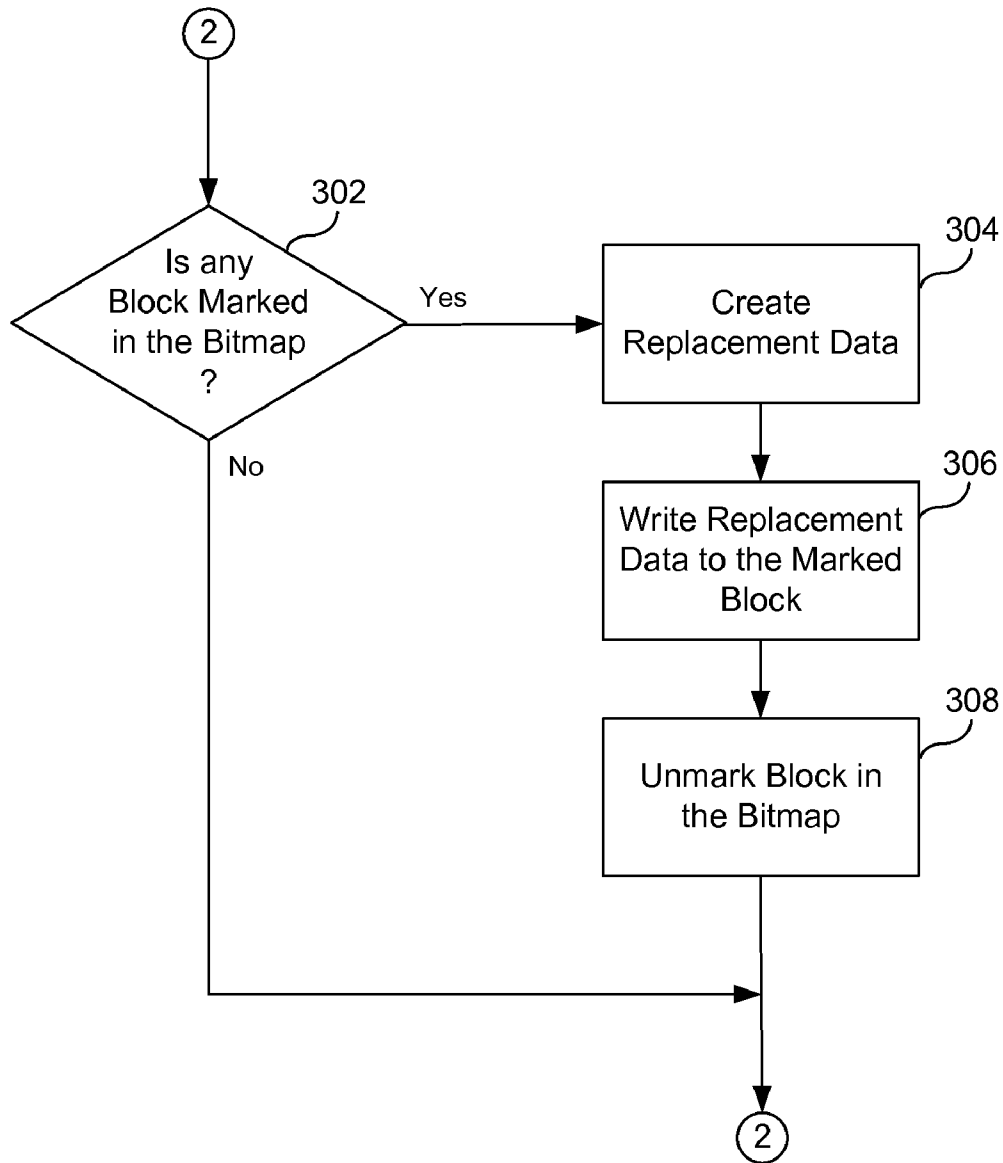 2
302
Is any
Block Marked
in the Bitmap
?
Yes
No
304
Create
Replacement Data
306
Write Replacement
Data to the Marked
Block
308
Unmark Block in
the Bitmap
2